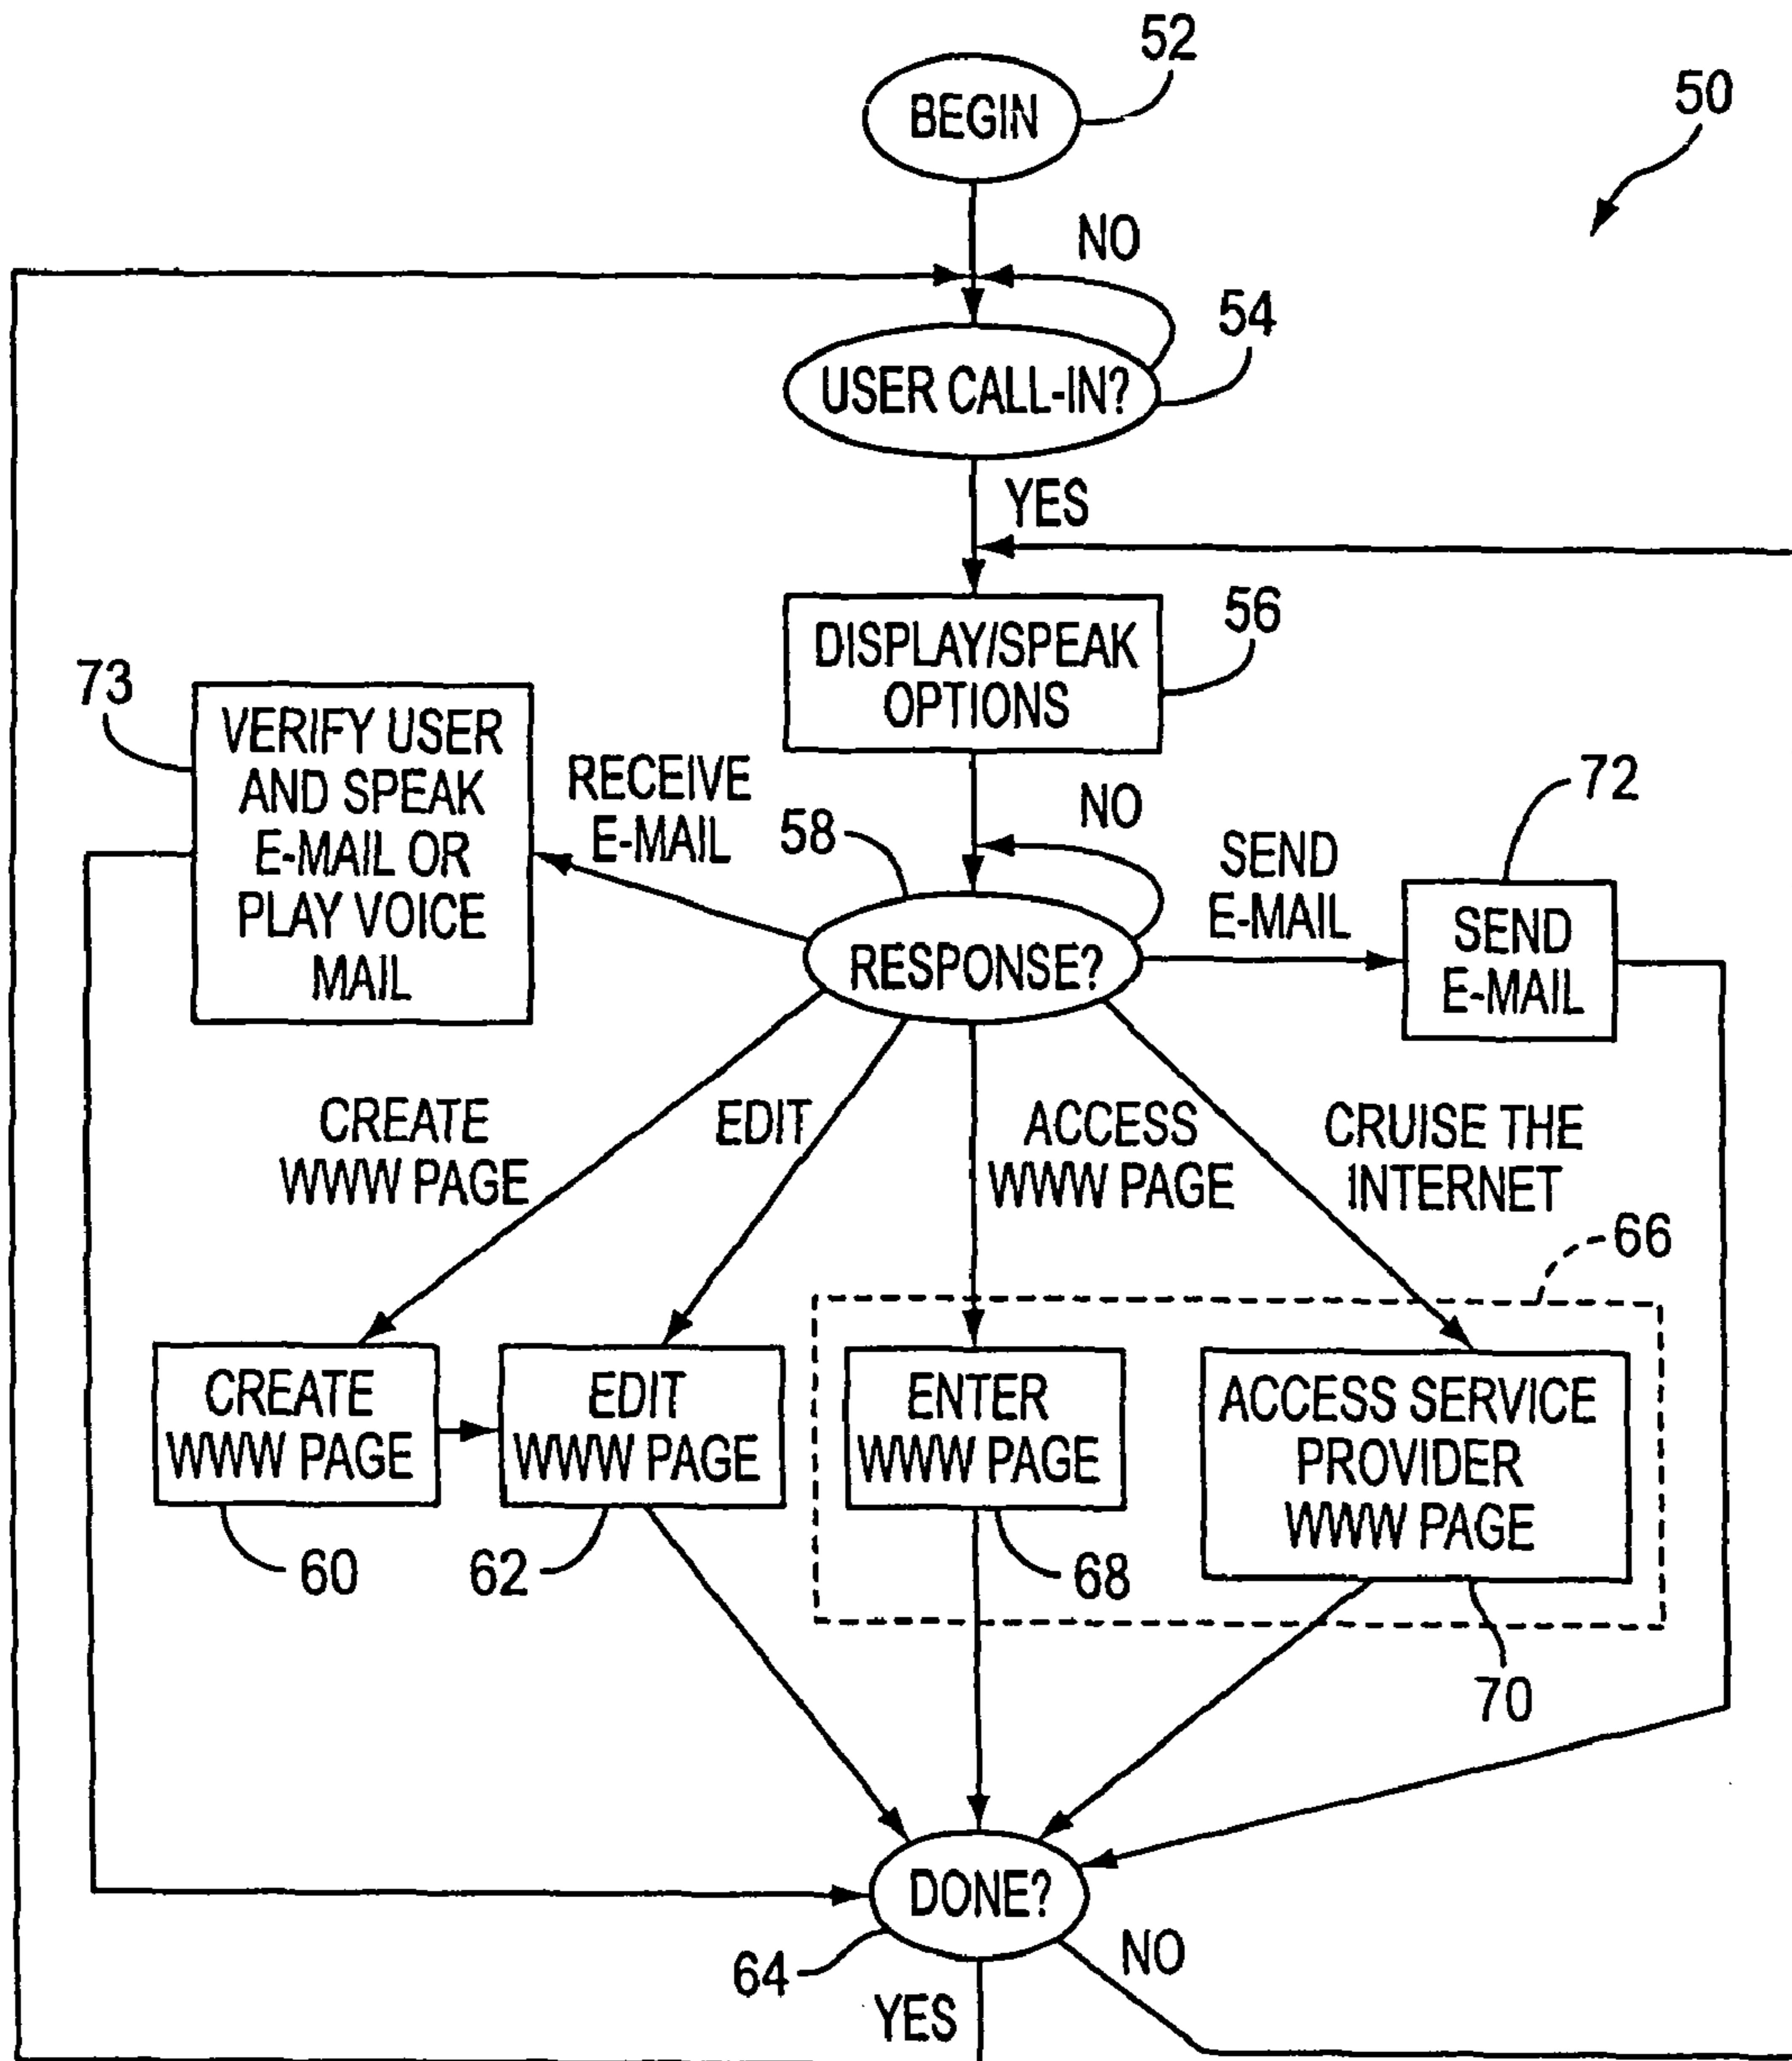 52
BEGIN
50
NO
54
USER CALL-IN?
YES
56
DISPLAY/SPEAK
OPTIONS
73
VERIFY USER
AND SPEAK
E-MAIL OR
PLAY VOICE
MAIL
RECEIVE
E-MAIL
58
NO
RESPONSE?
SEND
E-MAIL
72
SEND
E-MAIL
CREATE
WWW PAGE
EDIT
ACCESS
WWW PAGE
CRUISE THE
INTERNET
66
CREATE
WWW PAGE
EDIT
WWW PAGE
ENTER
WWW PAGE
ACCESS SERVICE
PROVIDER
WWW PAGE
60
62
68
70
DONE?
64
YES
NO